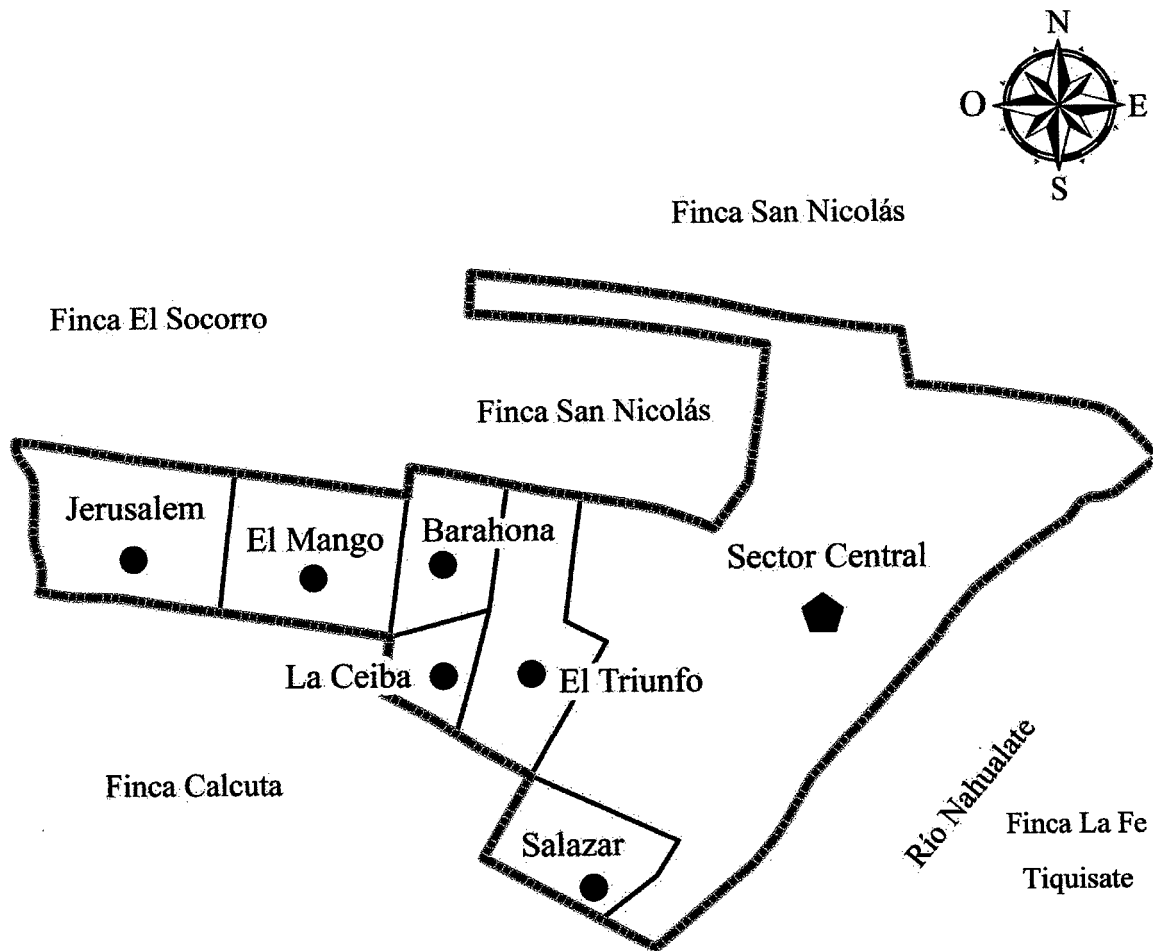 N
O
E
S
Finca San Nicolás
Finca El Socorro
Finca San Nicolás
Jerusalem
El Mango
Barahona
Sector Central
La Ceiba
El Triunfo
Finca Calcuta
Salazar
Río Nahualate
Finca La Fe
Tiquisate